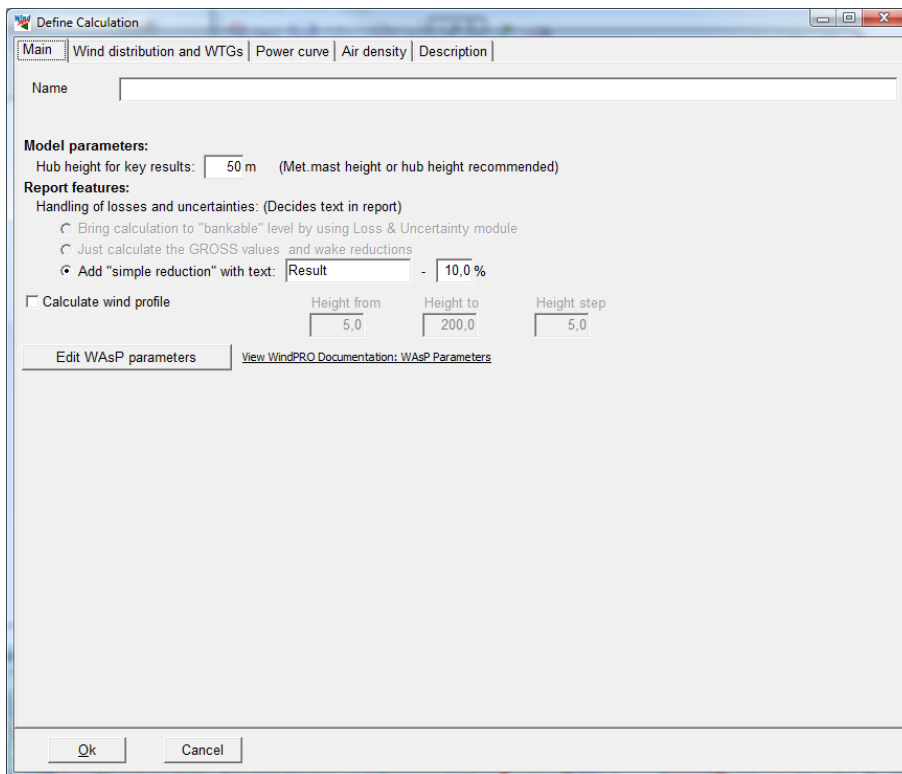 Wind
Define Calculation
Main Wind distribution and WTGs Power curve Air density Description
Name
Model parameters:
Hub height for key results: 50 m (Met.mast height or hub height recommended)
Report features:
Handling of losses and uncertainties: (Decides text in report)
Bring calculation to "bankable" level by using Loss & Uncertainty module
Just calculate the GROSS values and wake reductions
Add "simple reduction" with text: Result - 10,0 %
Calculate wind profile Height from Height to Height step
5,0 200,0 5,0
Edit WAsP parameters View WindPRO Documentation: WAsP Parameters
Ok Cancel